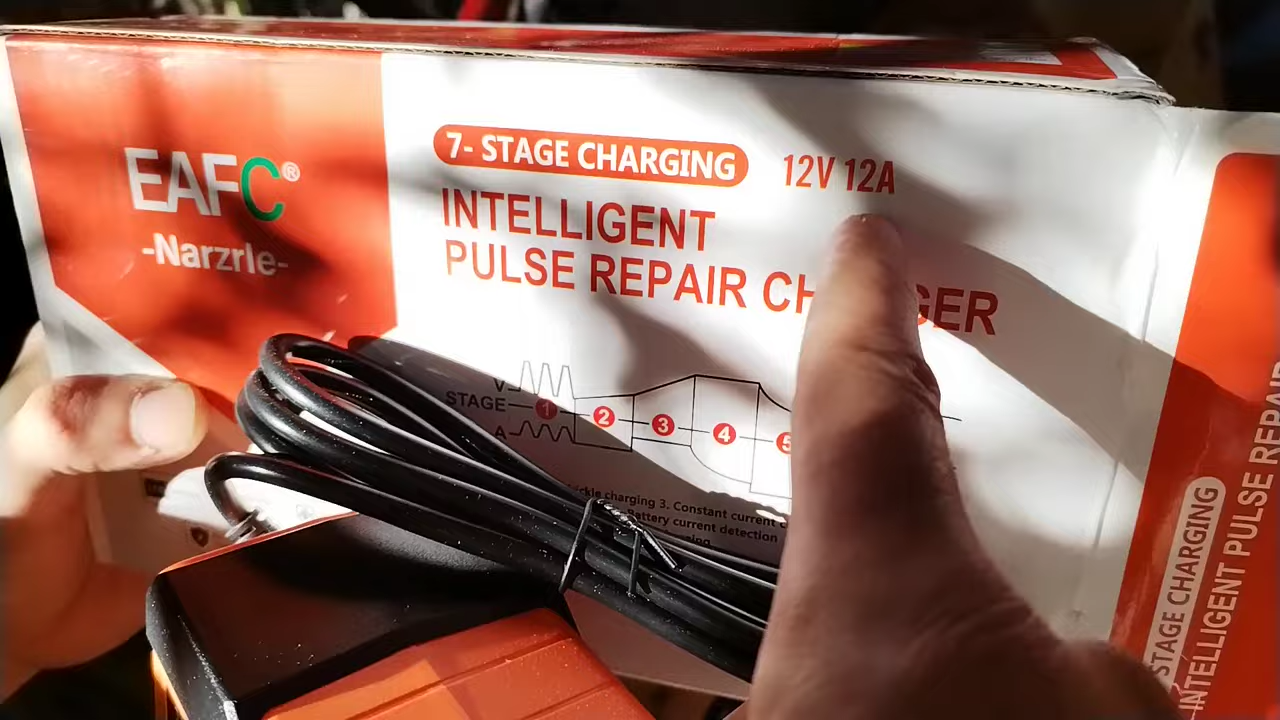 EAFC®
-Narzrle-
7- STAGE CHARGING
12V 12A
INTELLIGENT
PULSE REPAIR CH GER
V
STAGE
1
2
3
4
5
A
charging 3. Constant current
Battery current detection
STAGE CHARGING
INTELLIGENT PULSE REPAIR